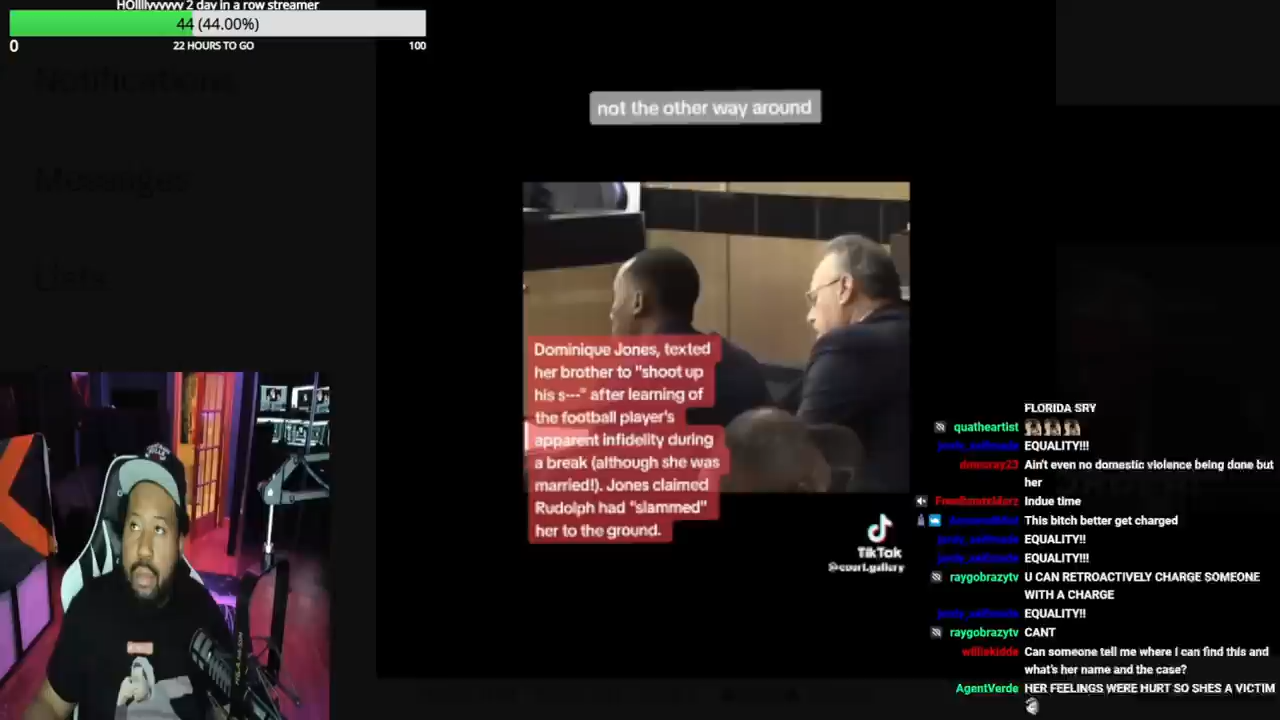 HOlllyvvvvy 2 day in a row streamer
44 (44.00%)
0
22 HOURS TO GO
100
Notifications
Messages
Lists
not the other way around
Dominique Jones, texted
her brother to "shoot up
his s---" after learning of
the football player's
apparent infidelity during
a break (although she was
married!). Jones claimed
Rudolph had "slammed"
her to the ground.
TikTok
@court.gallery
FLORIDA SRY
quatheartist
EQUALITY!!!
Ain't even no domestic violence being done but
her
Indue time
This bitch better get charged
EQUALITY!!
EQUALITY!!!
raygobrazytv U CAN RETROACTIVELY CHARGE SOMEONE
WITH A CHARGE
EQUALITY!!
raygobrazytv CANT
williskidda Can someone tell me where I can find this and
what's her name and the case?
AgentVerde HER FEELINGS WERE HURT SO SHES A VICTIM